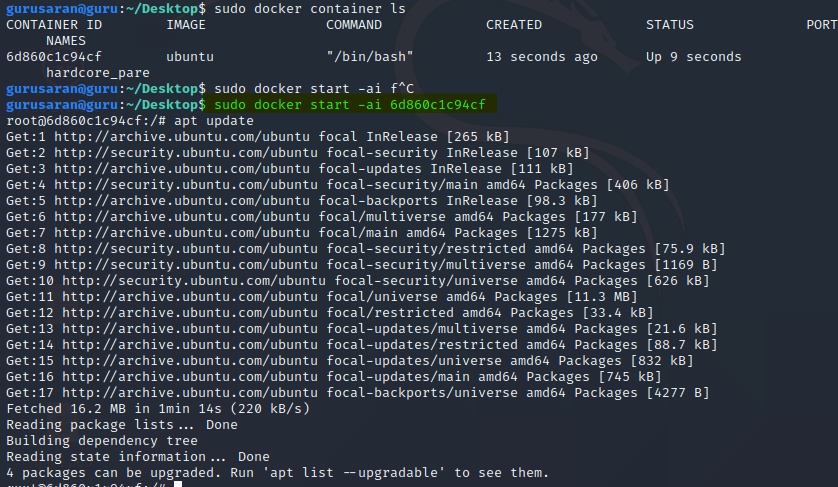 gurusaran@guru:~/Desktop$ sudo docker container ls
CONTAINER ID        IMAGE               COMMAND             CREATED             STATUS              PORT
     NAMES
6d860c1c94cf        ubuntu              "/bin/bash"         13 seconds ago      Up 9 seconds
     hardcore_pare
gurusaran@guru:~/Desktop$ sudo docker start -ai f^C
gurusaran@guru:~/Desktop$ sudo docker start -ai 6d860c1c94cf
root@6d860c1c94cf:/# apt update
Get:1 http://archive.ubuntu.com/ubuntu focal InRelease [265 kB]
Get:2 http://security.ubuntu.com/ubuntu focal-security InRelease [107 kB]
Get:3 http://archive.ubuntu.com/ubuntu focal-updates InRelease [111 kB]
Get:4 http://security.ubuntu.com/ubuntu focal-security/main amd64 Packages [406 kB]
Get:5 http://archive.ubuntu.com/ubuntu focal-backports InRelease [98.3 kB]
Get:6 http://archive.ubuntu.com/ubuntu focal/multiverse amd64 Packages [177 kB]
Get:7 http://archive.ubuntu.com/ubuntu focal/main amd64 Packages [1275 kB]
Get:8 http://security.ubuntu.com/ubuntu focal-security/restricted amd64 Packages [75.9 kB]
Get:9 http://security.ubuntu.com/ubuntu focal-security/multiverse amd64 Packages [1169 B]
Get:10 http://security.ubuntu.com/ubuntu focal-security/universe amd64 Packages [626 kB]
Get:11 http://archive.ubuntu.com/ubuntu focal/universe amd64 Packages [11.3 MB]
Get:12 http://archive.ubuntu.com/ubuntu focal/restricted amd64 Packages [33.4 kB]
Get:13 http://archive.ubuntu.com/ubuntu focal-updates/multiverse amd64 Packages [21.6 kB]
Get:14 http://archive.ubuntu.com/ubuntu focal-updates/restricted amd64 Packages [88.7 kB]
Get:15 http://archive.ubuntu.com/ubuntu focal-updates/universe amd64 Packages [832 kB]
Get:16 http://archive.ubuntu.com/ubuntu focal-updates/main amd64 Packages [745 kB]
Get:17 http://archive.ubuntu.com/ubuntu focal-backports/universe amd64 Packages [4277 B]
Fetched 16.2 MB in 1min 14s (220 kB/s)
Reading package lists... Done
Building dependency tree
Reading state information... Done
4 packages can be upgraded. Run 'apt list --upgradable' to see them.
root@6d860c1c94cf:/#